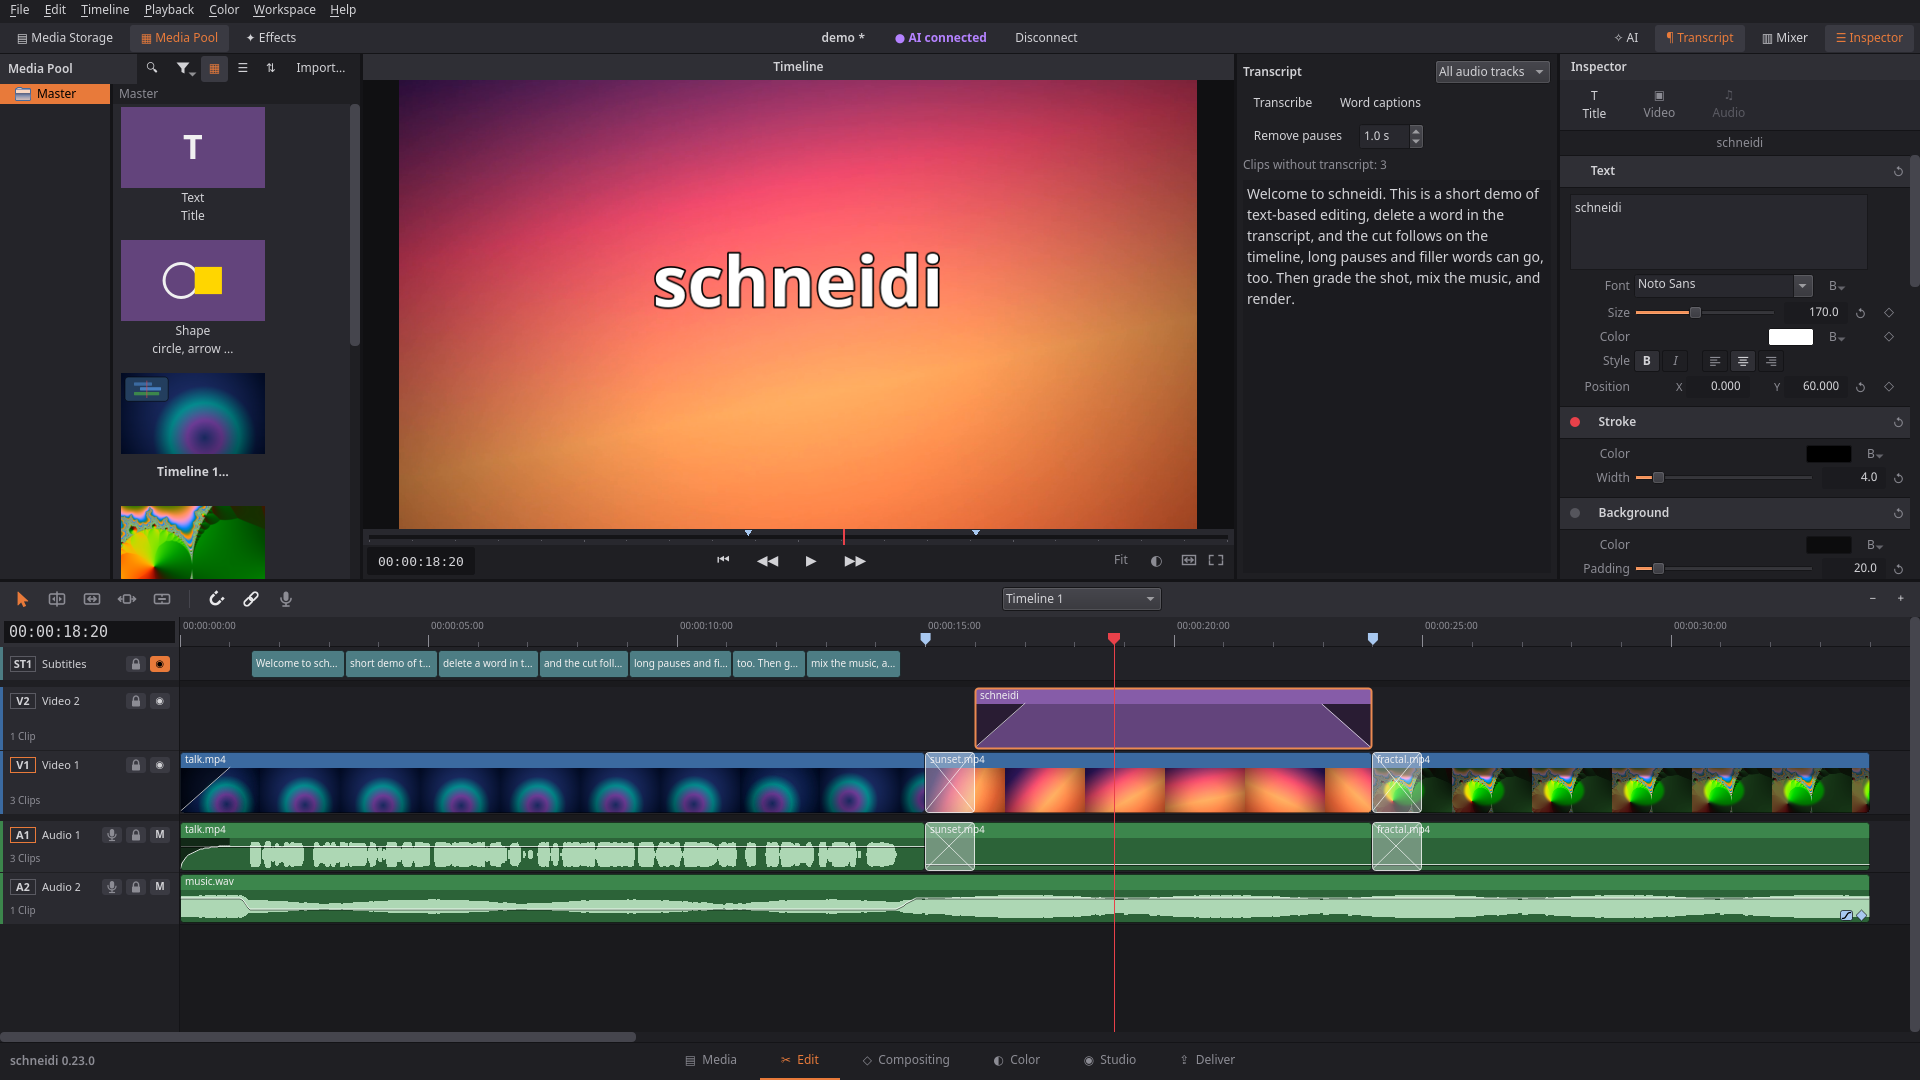 File Edit Timeline Playback Color Workspace Help
Media Storage Media Pool Effects demo * AI connected Disconnect AI Transcript Mixer Inspector
Media Pool Import...
Master
Master
T
Text
Title
Shape
circle, arrow ...
Timeline 1...
Timeline
schneidi
00:00:18:20 Fit
Transcript All audio tracks
Transcribe Word captions
Remove pauses 1.0 s
Clips without transcript: 3
Welcome to schneidi. This is a short demo of
text-based editing, delete a word in the
transcript, and the cut follows on the
timeline, long pauses and filler words can go,
too. Then grade the shot, mix the music, and
render.
Inspector
T
Title Video Audio
schneidi
Text
schneidi
Font Noto Sans B
Size 170.0
Color B
Style B I
Position X 0.000 Y 60.000
Stroke
Color B
Width 4.0
Background
Color B
Padding 20.0
Timeline 1
00:00:18:20 00:00:00:00 00:00:05:00 00:00:10:00 00:00:15:00 00:00:20:00 00:00:25:00 00:00:30:00
ST1 Subtitles Welcome to sch... short demo of t... delete a word in t... and the cut foll... long pauses and fi... too. Then g... mix the music, a...
V2 Video 2 schneidi
1 Clip
V1 Video 1 talk.mp4 sunset.mp4 fractal.mp4
3 Clips
A1 Audio 1 M talk.mp4 sunset.mp4 fractal.mp4
3 Clips
A2 Audio 2 M music.wav
1 Clip
schneidi 0.23.0 Media Edit Compositing Color Studio Deliver